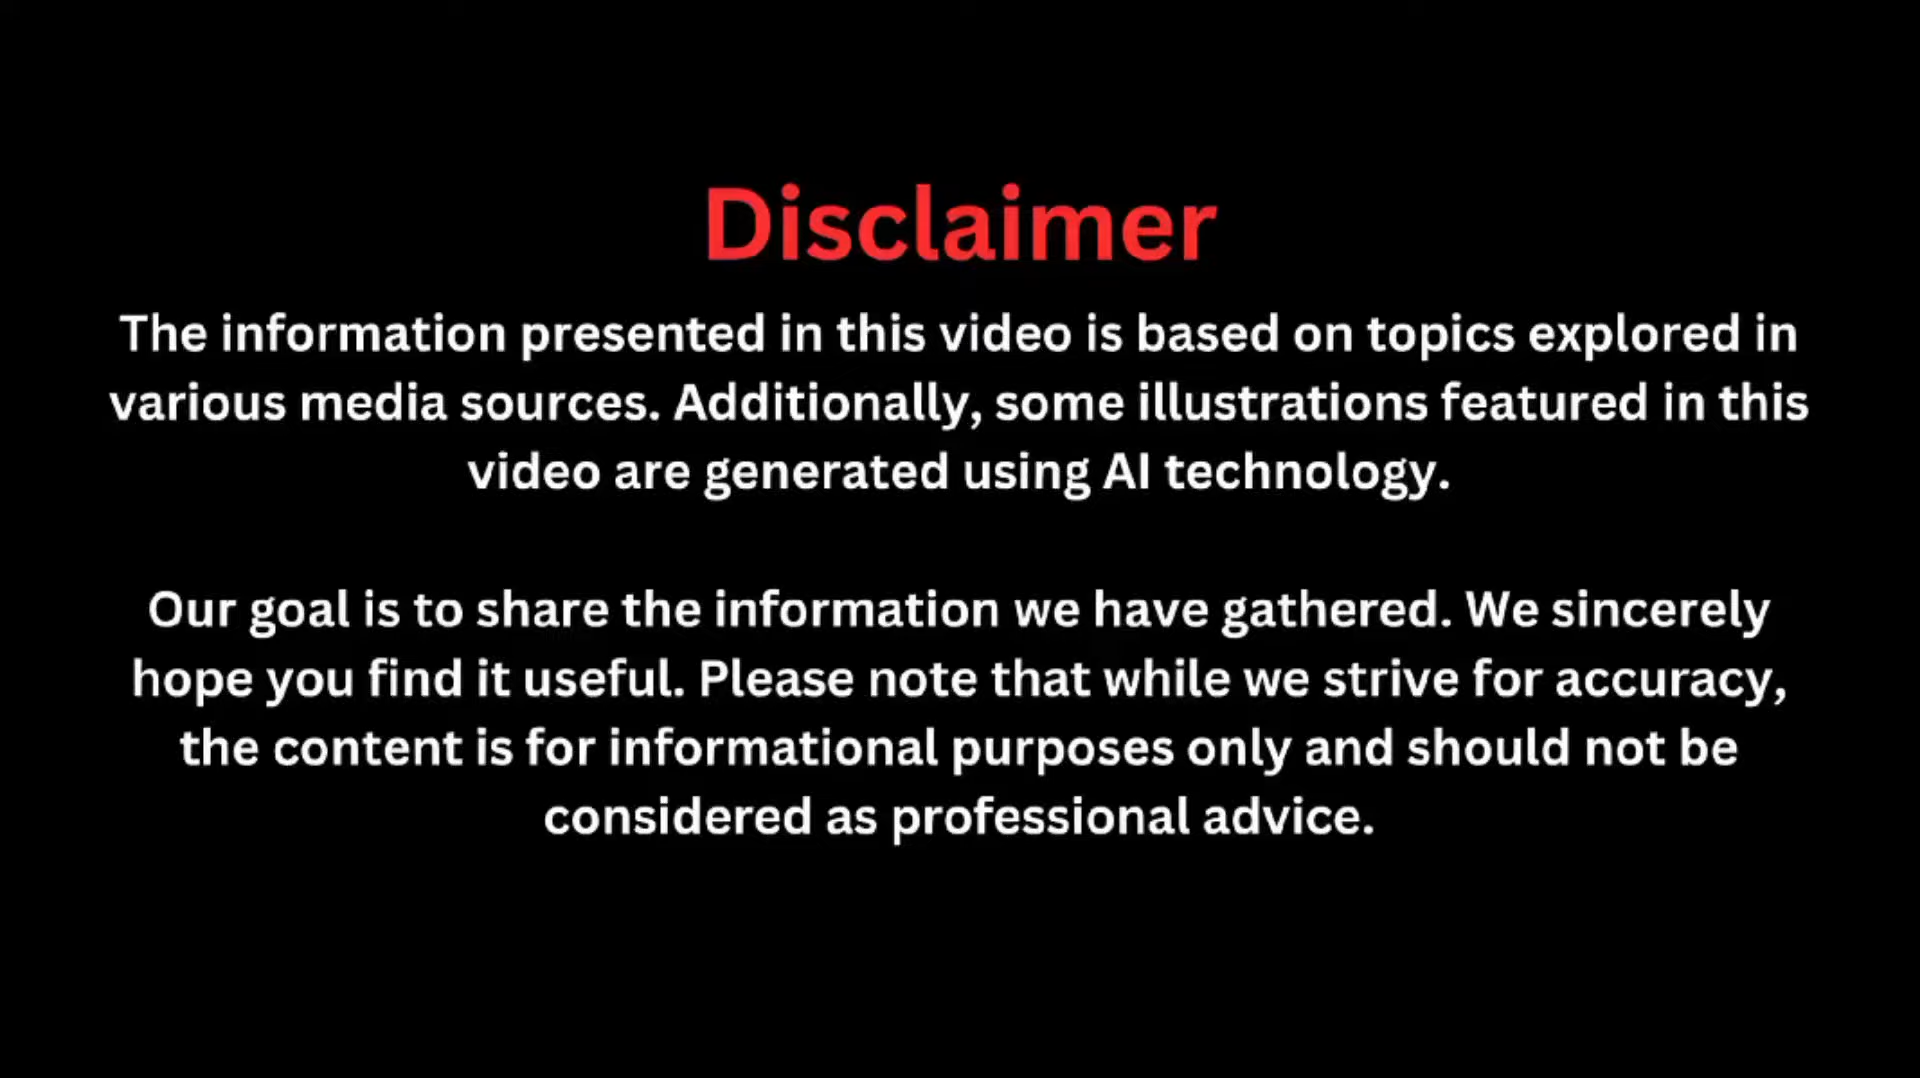 Disclaimer
The information presented in this video is based on topics explored in
various media sources. Additionally, some illustrations featured in this
video are generated using AI technology.
Our goal is to share the information we have gathered. We sincerely
hope you find it useful. Please note that while we strive for accuracy,
the content is for informational purposes only and should not be
considered as professional advice.